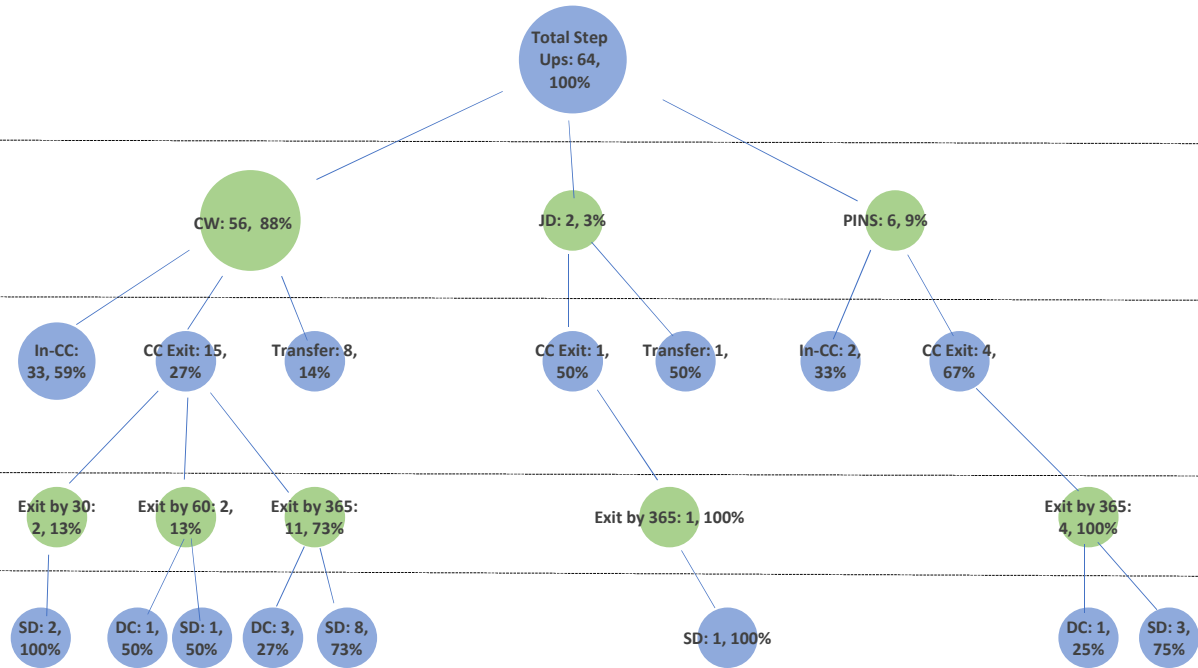 Total Step
Ups: 64,
100%
CW: 56,  88%
JD: 2, 3%
PINS: 6, 9%
In-CC:
33, 59%
CC Exit: 15,
27%
Transfer: 8,
14%
CC Exit: 1,
50%
Transfer: 1,
50%
In-CC: 2,
33%
CC Exit: 4,
67%
Exit by 30:
2, 13%
Exit by 60: 2,
13%
Exit by 365:
11, 73%
Exit by 365: 1, 100%
Exit by 365:
4, 100%
SD: 2,
100%
DC: 1,
50%
SD: 1,
50%
DC: 3,
27%
SD: 8,
73%
SD: 1, 100%
DC: 1,
25%
SD: 3,
75%